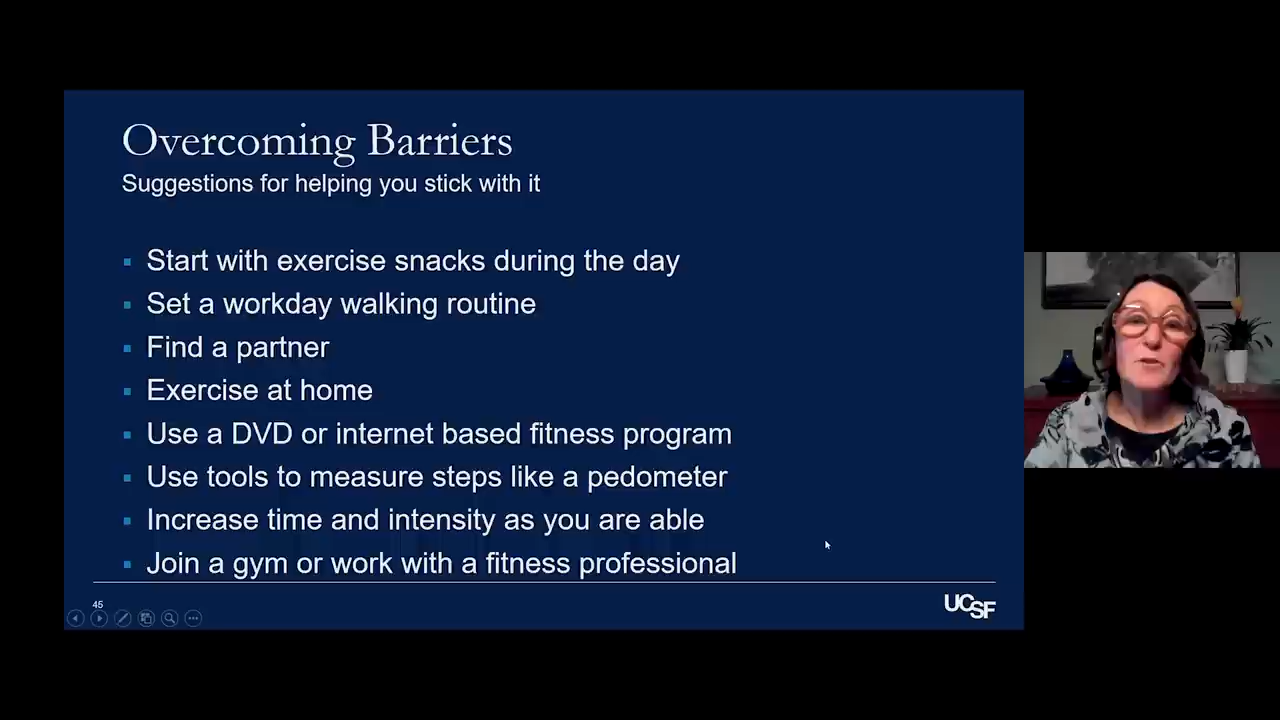 Overcoming Barriers
Suggestions for helping you stick with it
Start with exercise snacks during the day
Set a workday walking routine
Find a partner
Exercise at home
Use a DVD or internet based fitness program
Use tools to measure steps like a pedometer
Increase time and intensity as you are able
Join a gym or work with a fitness professional
45
UCSF